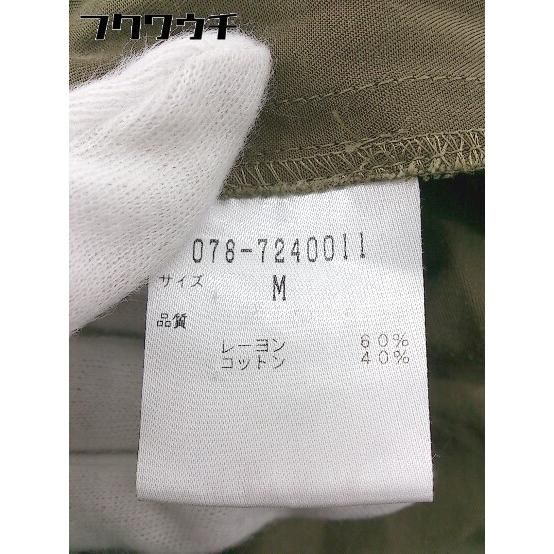 フクワウチ
078-7240011
サイズ M
品質
レーヨン 60%
コットン 40%